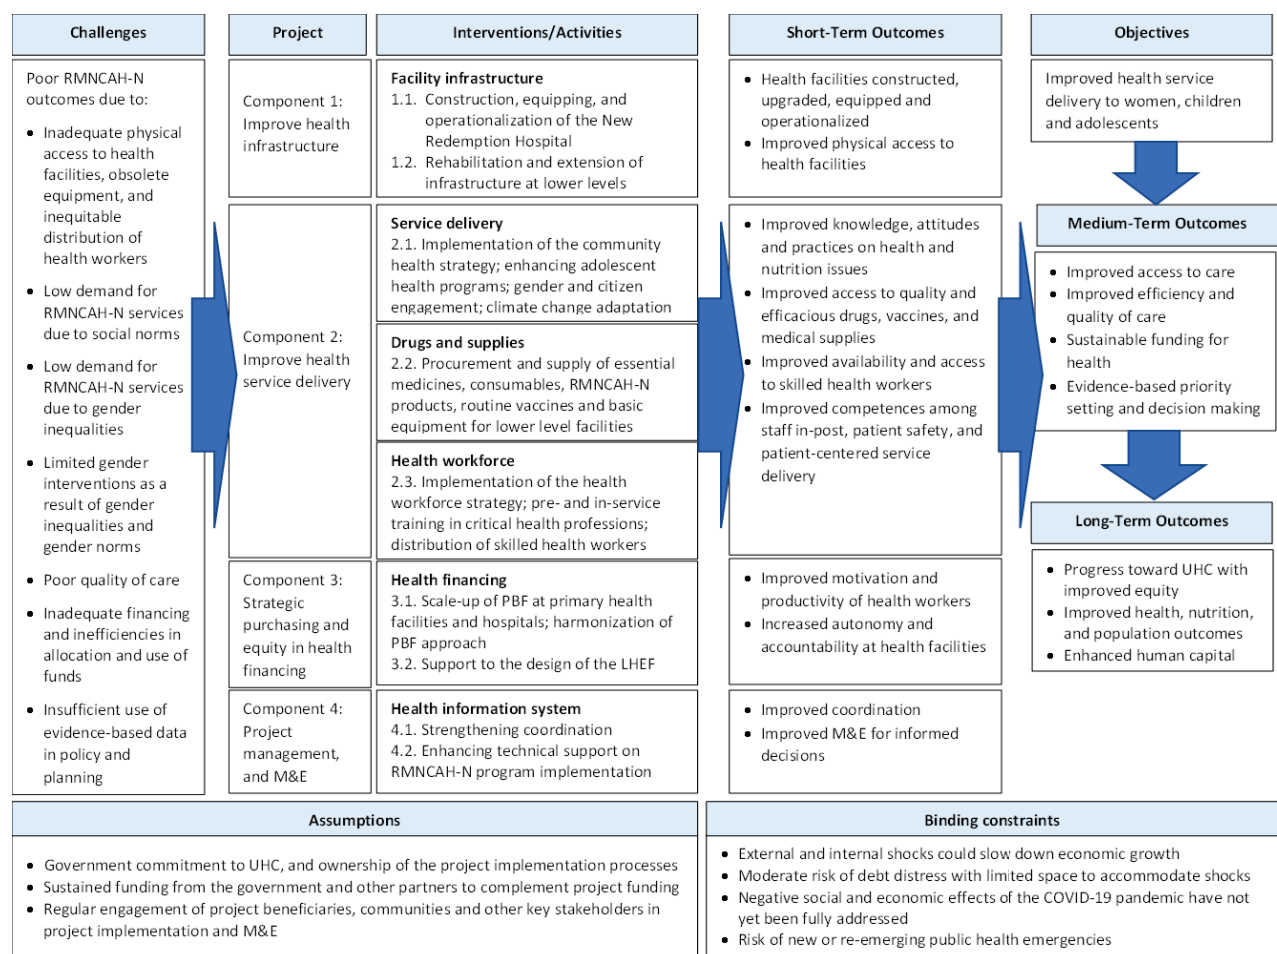 Challenges
Poor RMNCAH-N
outcomes due to:
• Inadequate physical
access to health
facilities, obsolete
equipment, and
inequitable
distribution of
health workers
• Low demand for
RMNCAH-N services
due to social norms
• Low demand for
RMNCAH-N services
due to gender
inequalities
• Limited gender
interventions as a
result of gender
inequalities and
gender norms
• Poor quality of care
• Inadequate financing
and inefficiencies in
allocation and use of
funds
• Insufficient use of
evidence-based data
in policy and
planning
Project
Component 1:
Improve health
infrastructure
Component 2:
Improve health
service delivery
Component 3:
Strategic
purchasing and
equity in health
financing
Component 4:
Project
management,
and M&E
Interventions/Activities
Facility infrastructure
1.1. Construction, equipping, and
operationalization of the New
Redemption Hospital
1.2. Rehabilitation and extension of
infrastructure at lower levels
Service delivery
2.1. Implementation of the community
health strategy; enhancing adolescent
health programs; gender and citizen
engagement; climate change adaptation
Drugs and supplies
2.2. Procurement and supply of essential
medicines, consumables, RMNCAH-N
products, routine vaccines and basic
equipment for lower level facilities
Health workforce
2.3. Implementation of the health
workforce strategy; pre- and in-service
training in critical health professions;
distribution of skilled health workers
Health financing
3.1. Scale-up of PBF at primary health
facilities and hospitals; harmonization of
PBF approach
3.2. Support to the design of the LHEF
Health information system
4.1. Strengthening coordination
4.2. Enhancing technical support on
RMNCAH-N program implementation
Short-Term Outcomes
• Health facilities constructed,
upgraded, equipped and
operationalized
• Improved physical access to
health facilities
• Improved knowledge, attitudes
and practices on health and
nutrition issues
• Improved access to quality and
efficacious drugs, vaccines, and
medical supplies
• Improved availability and access
to skilled health workers
• Improved competences among
staff in-post, patient safety, and
patient-centered service
delivery
• Improved motivation and
productivity of health workers
• Increased autonomy and
accountability at health facilities
• Improved coordination
• Improved M&E for informed
decisions
Objectives
Improved health service
delivery to women, children
and adolescents
Medium-Term Outcomes
• Improved access to care
• Improved efficiency and
quality of care
• Sustainable funding for
health
• Evidence-based priority
setting and decision making
Long-Term Outcomes
• Progress toward UHC with
improved equity
• Improved health, nutrition,
and population outcomes
• Enhanced human capital
Assumptions
• Government commitment to UHC, and ownership of the project implementation processes
• Sustained funding from the government and other partners to complement project funding
• Regular engagement of project beneficiaries, communities and other key stakeholders in
project implementation and M&E
Binding constraints
• External and internal shocks could slow down economic growth
• Moderate risk of debt distress with limited space to accommodate shocks
• Negative social and economic effects of the COVID-19 pandemic have not
yet been fully addressed
• Risk of new or re-emerging public health emergencies